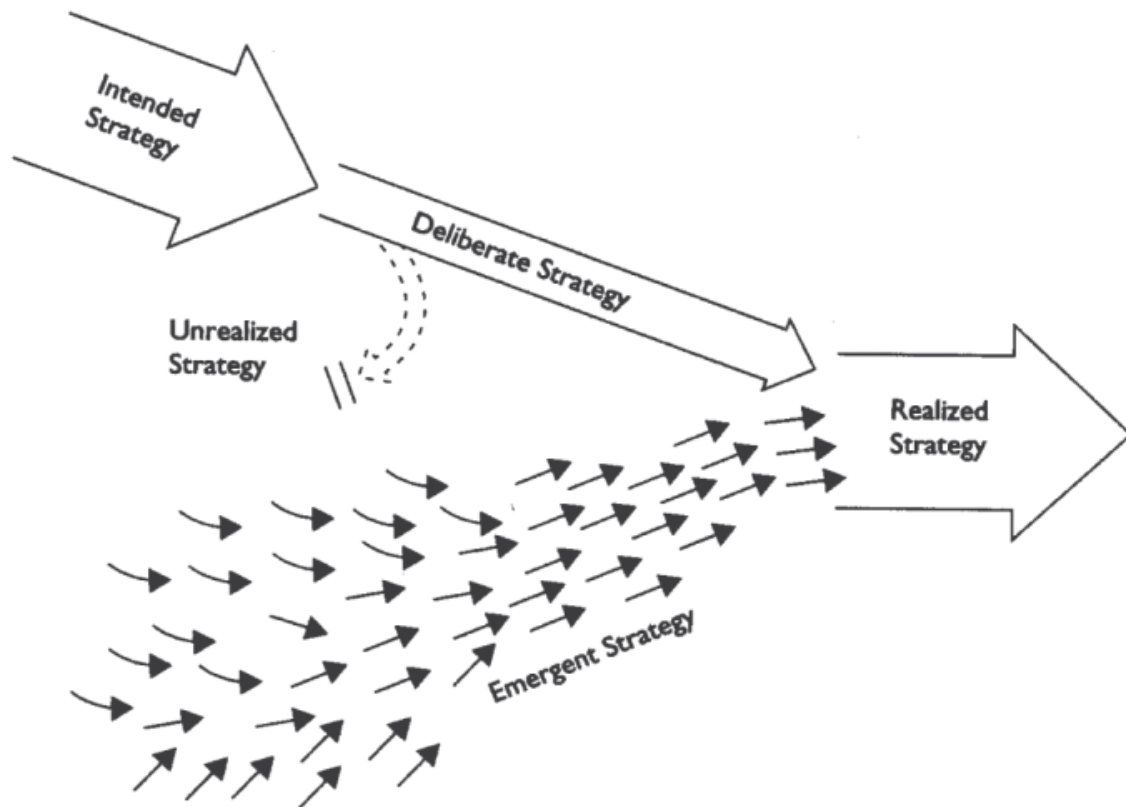 Intended
Strategy
Deliberate Strategy
Unrealized
Strategy
Realized
Strategy
Emergent Strategy